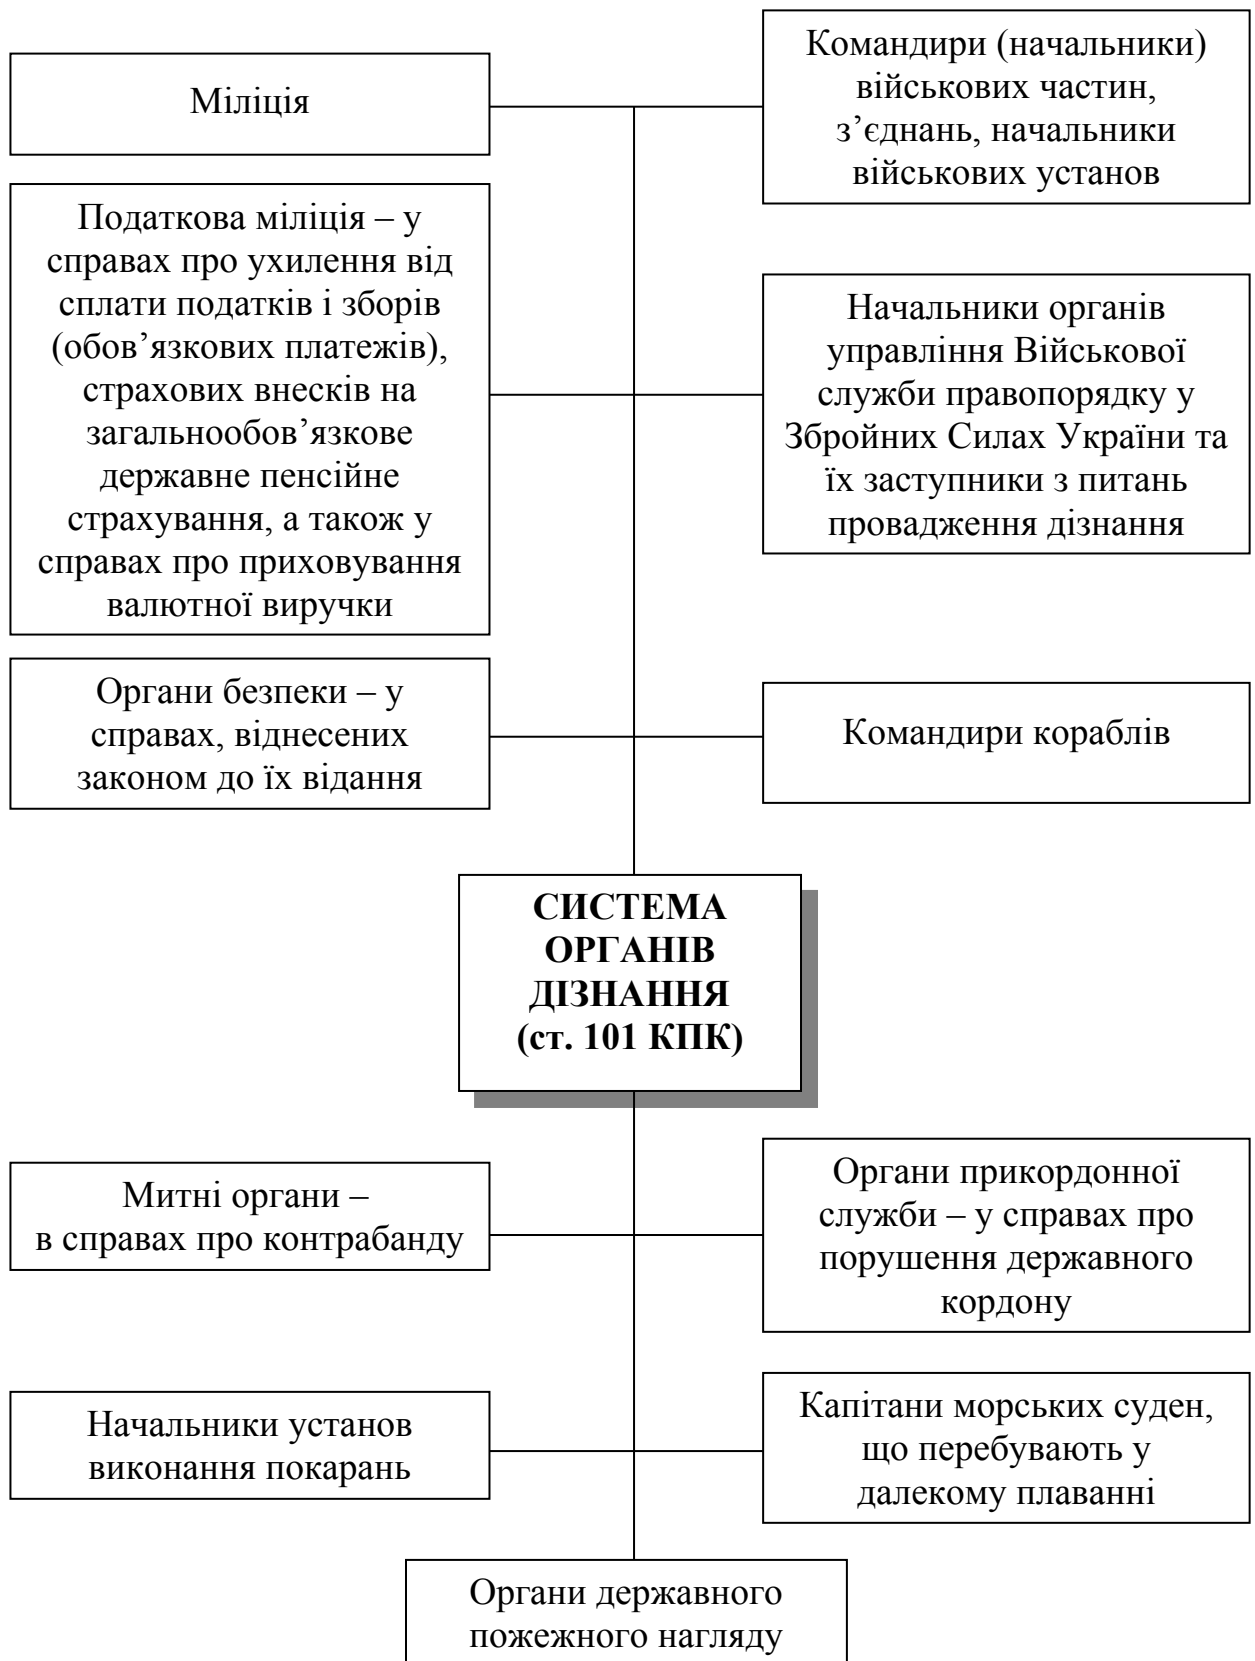 Міліція
Командири (начальники)
військових частин,
з’єднань, начальники
військових установ
Податкова міліція – у
справах про ухилення від
сплати податків і зборів
(обов’язкових платежів),
страхових внесків на
загальнообов’язкове
державне пенсійне
страхування, а також у
справах про приховування
валютної виручки
Начальники органів
управління Військової
служби правопорядку у
Збройних Силах України та
їх заступники з питань
провадження дізнання
Органи безпеки – у
справах, віднесених
законом до їх відання
Командири кораблів
СИСТЕМА
ОРГАНІВ
ДІЗНАННЯ
(ст. 101 КПК)
Митні органи –
в справах про контрабанду
Органи прикордонної
служби – у справах про
порушення державного
кордону
Начальники установ
виконання покарань
Капітани морських суден,
що перебувають у
далекому плаванні
Органи державного
пожежного нагляду